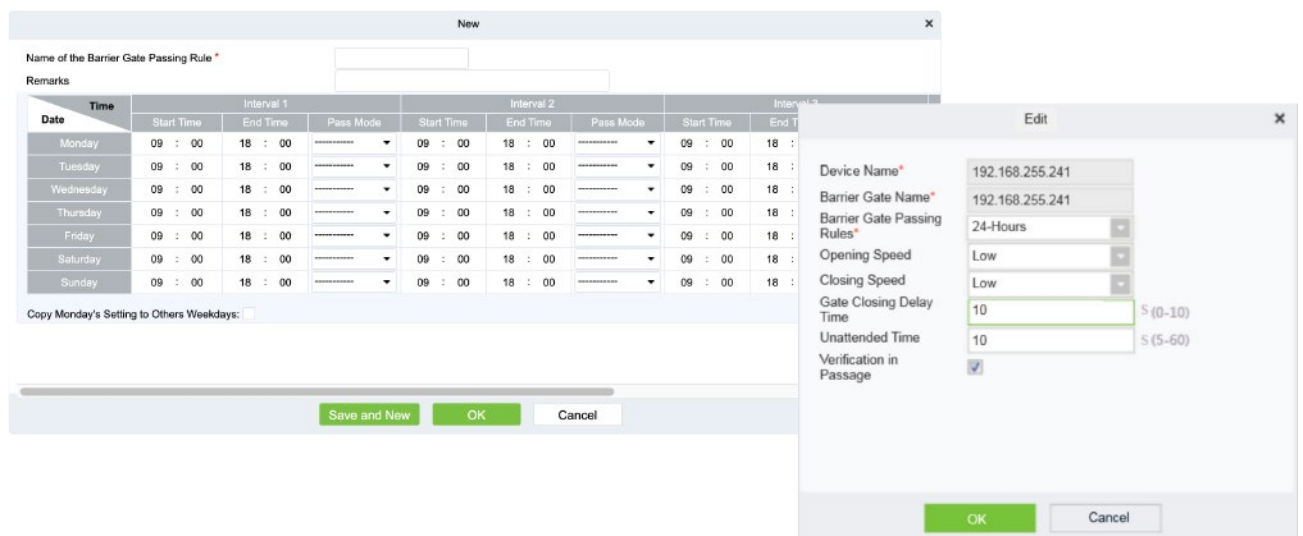 New
Name of the Barrier Gate Passing Rule *
Remarks
Time
Date
Interval 1 Interval 2
Start Time End Time Pass Mode Start Time End Time Pass Mode Start Time
Monday 09 : 00 18 : 00 ----------- 09 : 00 18 : 00 ----------- 09 : 00 18 :
Tuesday 09 : 00 18 : 00 ----------- 09 : 00 18 : 00 ----------- 09 : 00 18 :
Wednesday 09 : 00 18 : 00 ----------- 09 : 00 18 : 00 ----------- 09 : 00 18 :
Thursday 09 : 00 18 : 00 ----------- 09 : 00 18 : 00 ----------- 09 : 00 18 :
Friday 09 : 00 18 : 00 ----------- 09 : 00 18 : 00 ----------- 09 : 00 18 :
Saturday 09 : 00 18 : 00 ----------- 09 : 00 18 : 00 ----------- 09 : 00 18 :
Sunday 09 : 00 18 : 00 ----------- 09 : 00 18 : 00 ----------- 09 : 00 18 :
Copy Monday's Setting to Others Weekdays:
Save and New OK Cancel
Edit
Device Name* 192.168.255.241
Barrier Gate Name* 192.168.255.241
Barrier Gate Passing
Rules* 24-Hours
Opening Speed Low
Closing Speed Low
Gate Closing Delay
Time 10 S (0-10)
Unattended Time 10 S (5-60)
Verification in
Passage
OK Cancel